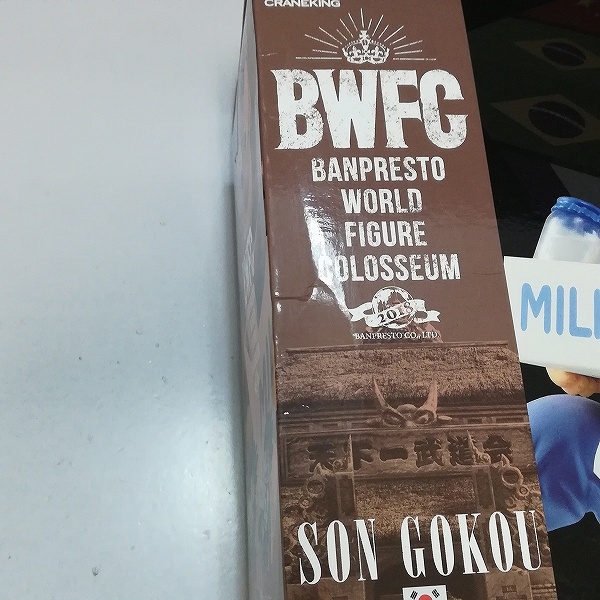 CRANEKING
BWFC
BANPRESTO
WORLD
FIGURE
COLOSSEUM
2018
BANPRESTO CO., LTD.
天下一武道会
SON GOKOU
MIL